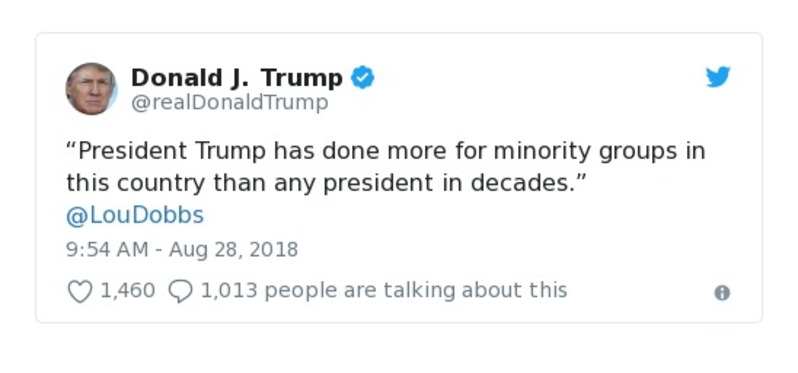 Donald J. Trump
@realDonaldTrump
“President Trump has done more for minority groups in
this country than any president in decades.”
@LouDobbs
9:54 AM - Aug 28, 2018
1,460 1,013 people are talking about this